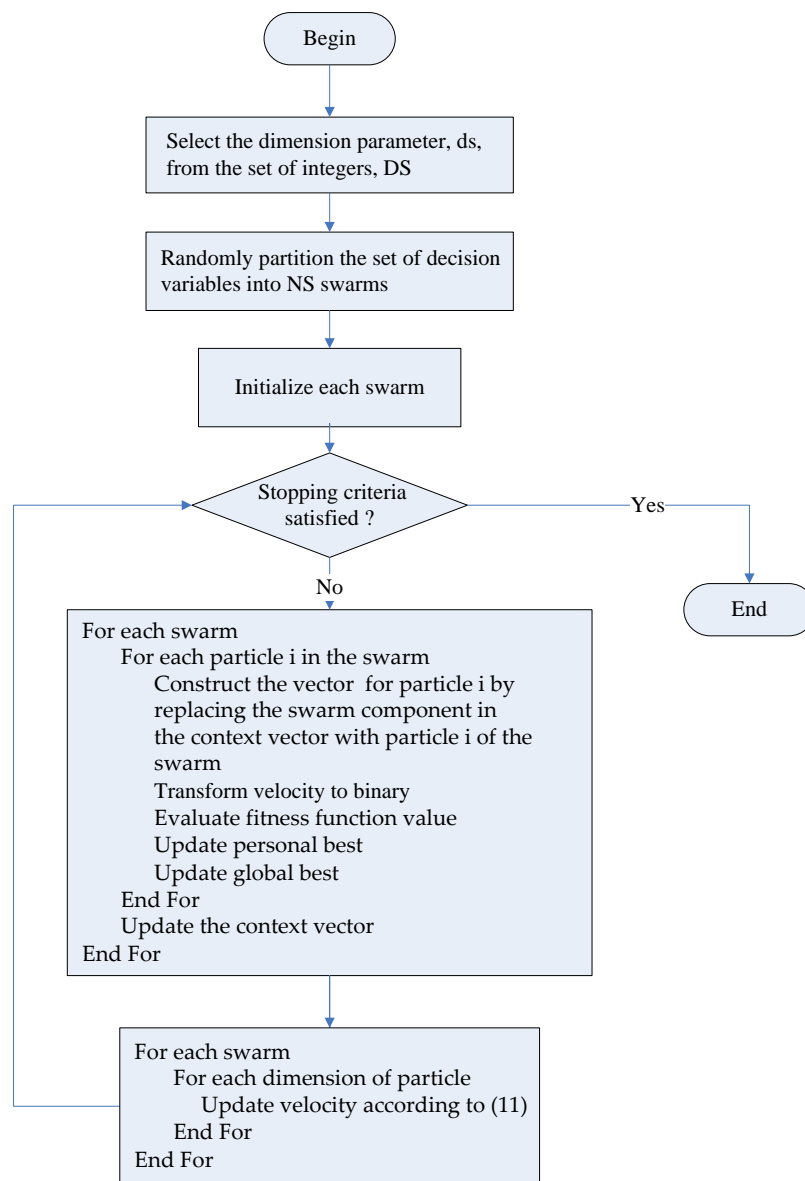 Begin
Select the dimension parameter, ds,
from the set of integers, DS
Randomly partition the set of decision
variables into NS swarms
Initialize each swarm
Stopping criteria
satisfied ?
Yes
No
End
For each swarm
For each particle i in the swarm
Construct the vector for particle i by
replacing the swarm component in
the context vector with particle i of the
swarm
Transform velocity to binary
Evaluate fitness function value
Update personal best
Update global best
End For
Update the context vector
End For
For each swarm
For each dimension of particle
Update velocity according to (11)
End For
End For